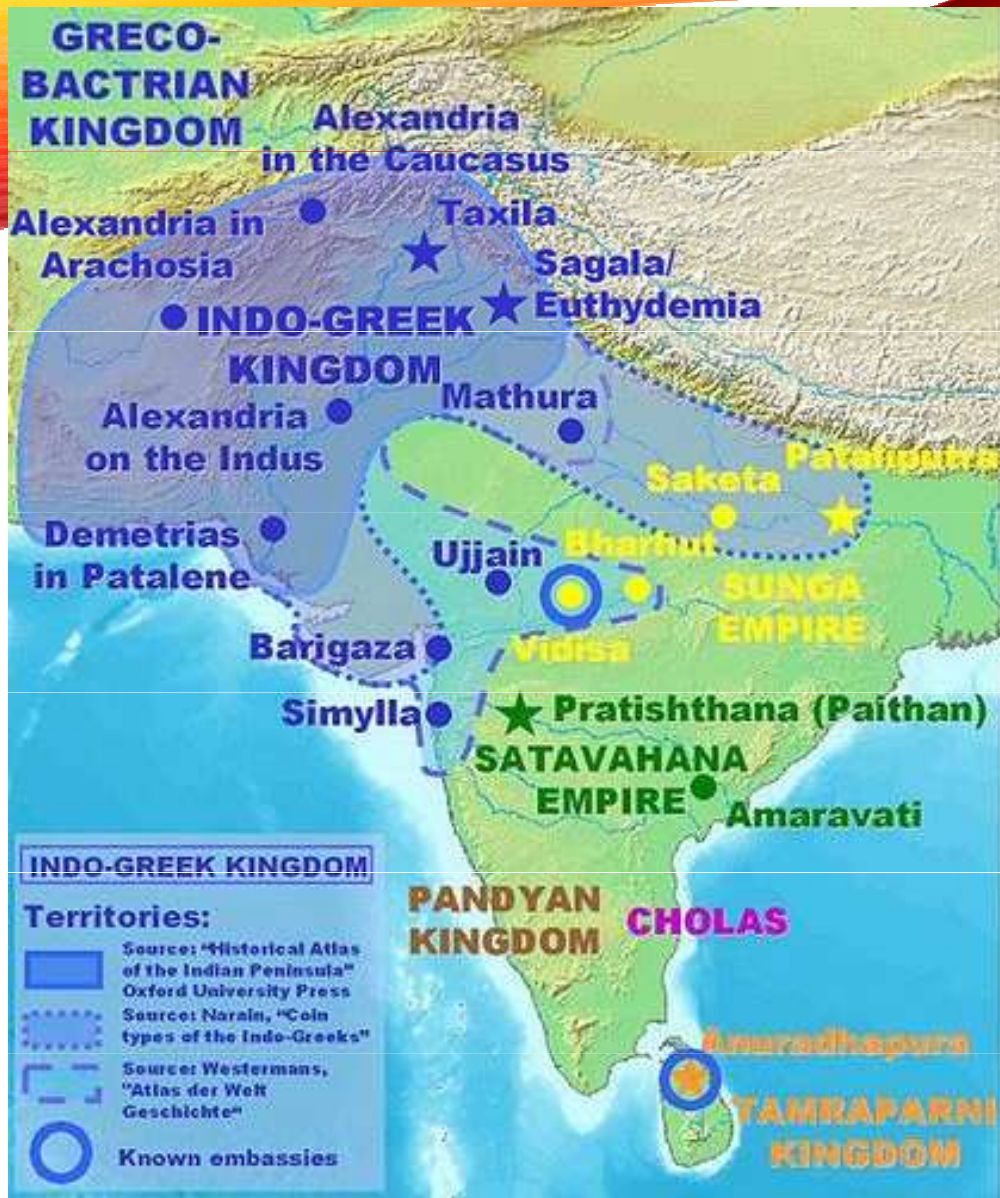 GRECO-
BACTRIAN
KINGDOM
Alexandria
in the Caucasus
Alexandria in
Arachosia
Taxila
Sagala/
Euthydemia
INDO-GREEK
KINGDOM
Mathura
Alexandria
on the Indus
Pataliputra
Saketa
Demetrias
in Patalene
Ujjain
Bharhut
SUNGA
EMPIRE
Barigaza
Vidisa
Simylla
Pratishthana (Paithan)
SATAVAHANA
EMPIRE
Amaravati
PANDYAN
KINGDOM
CHOLAS
Anuradhapura
TAMRAPARNI
KINGDOM
INDO-GREEK KINGDOM
Territories:
Source: "Historical Atlas
of the Indian Peninsula"
Oxford University Press
Source: Narain, "Coin
types of the Indo-Greeks"
Source: Westermans,
"Atlas der Welt
Geschichte"
Known embassies